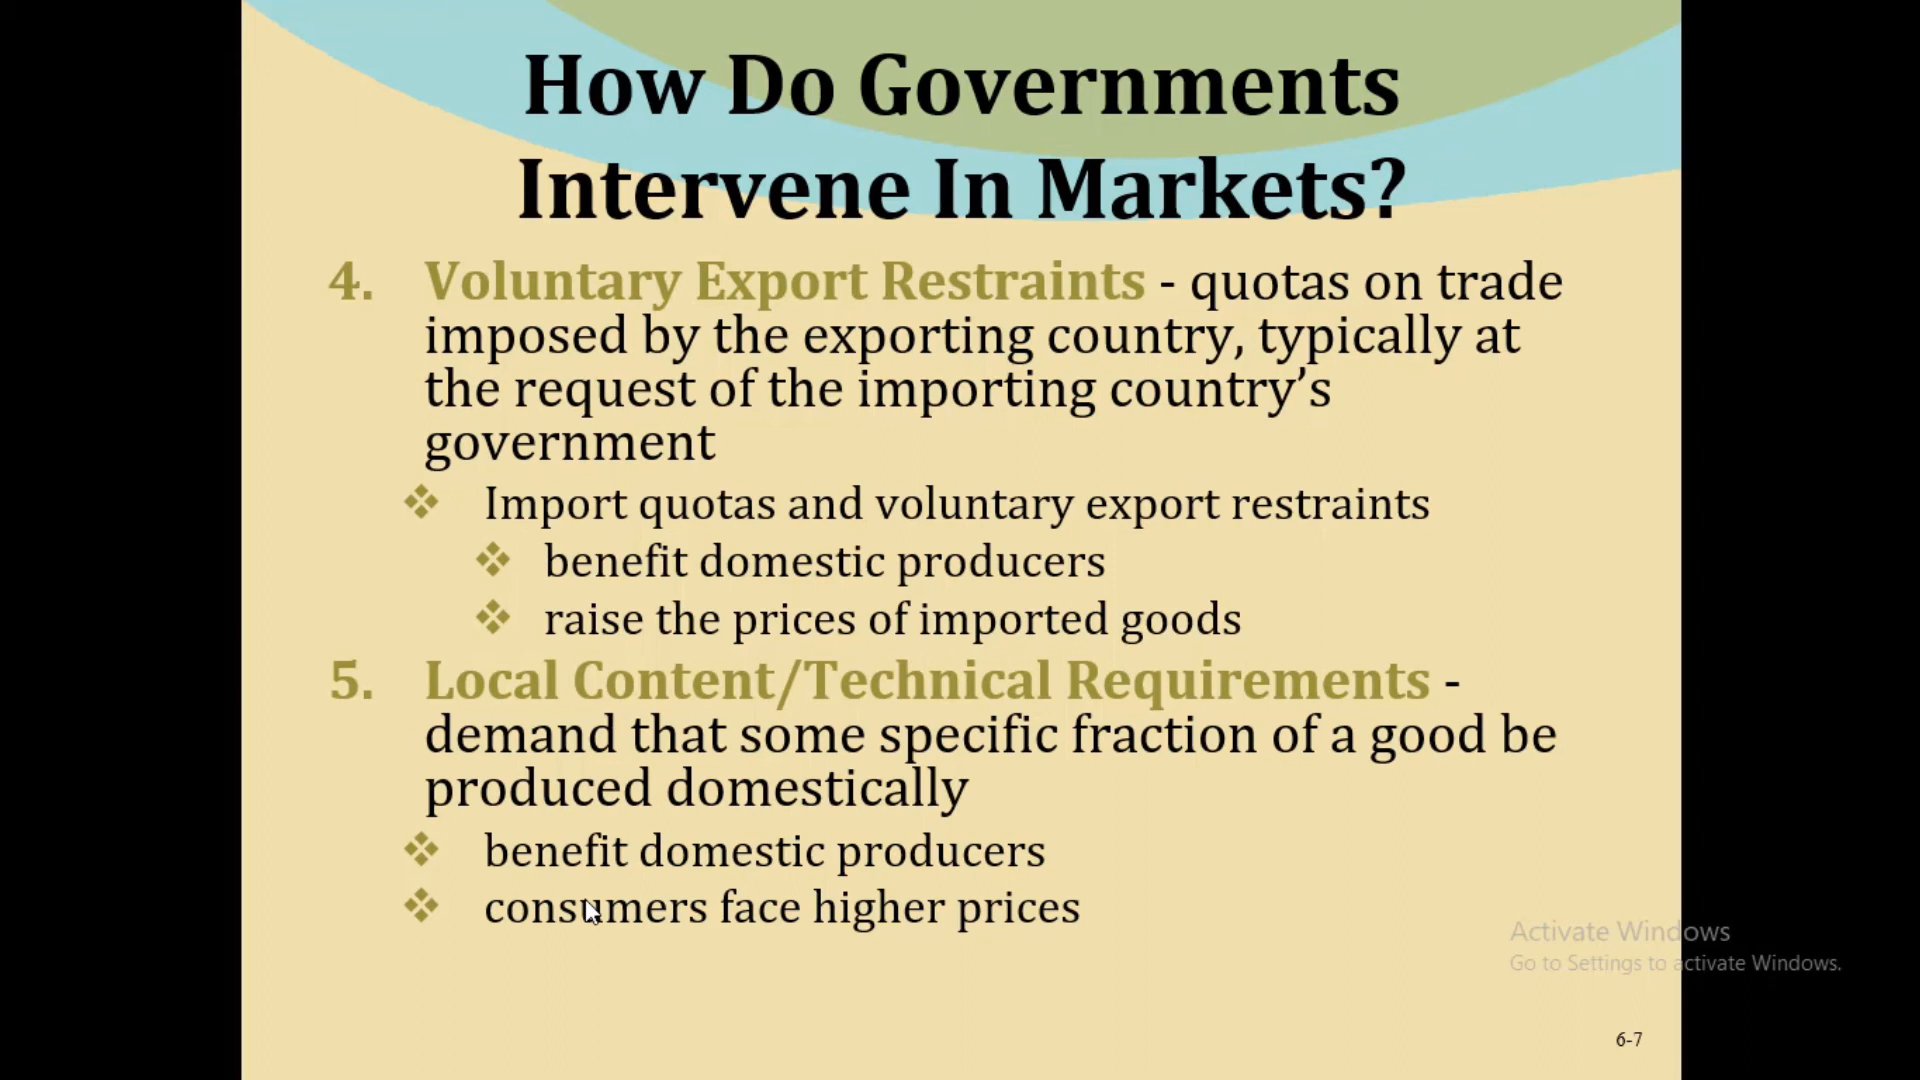 How Do Governments
Intervene In Markets?
4. Voluntary Export Restraints - quotas on trade
imposed by the exporting country, typically at
the request of the importing country’s
government
❖ Import quotas and voluntary export restraints
❖ benefit domestic producers
❖ raise the prices of imported goods
5. Local Content/Technical Requirements -
demand that some specific fraction of a good be
produced domestically
❖ benefit domestic producers
❖ consumers face higher prices
Activate Windows
Go to Settings to activate Windows.
6-7